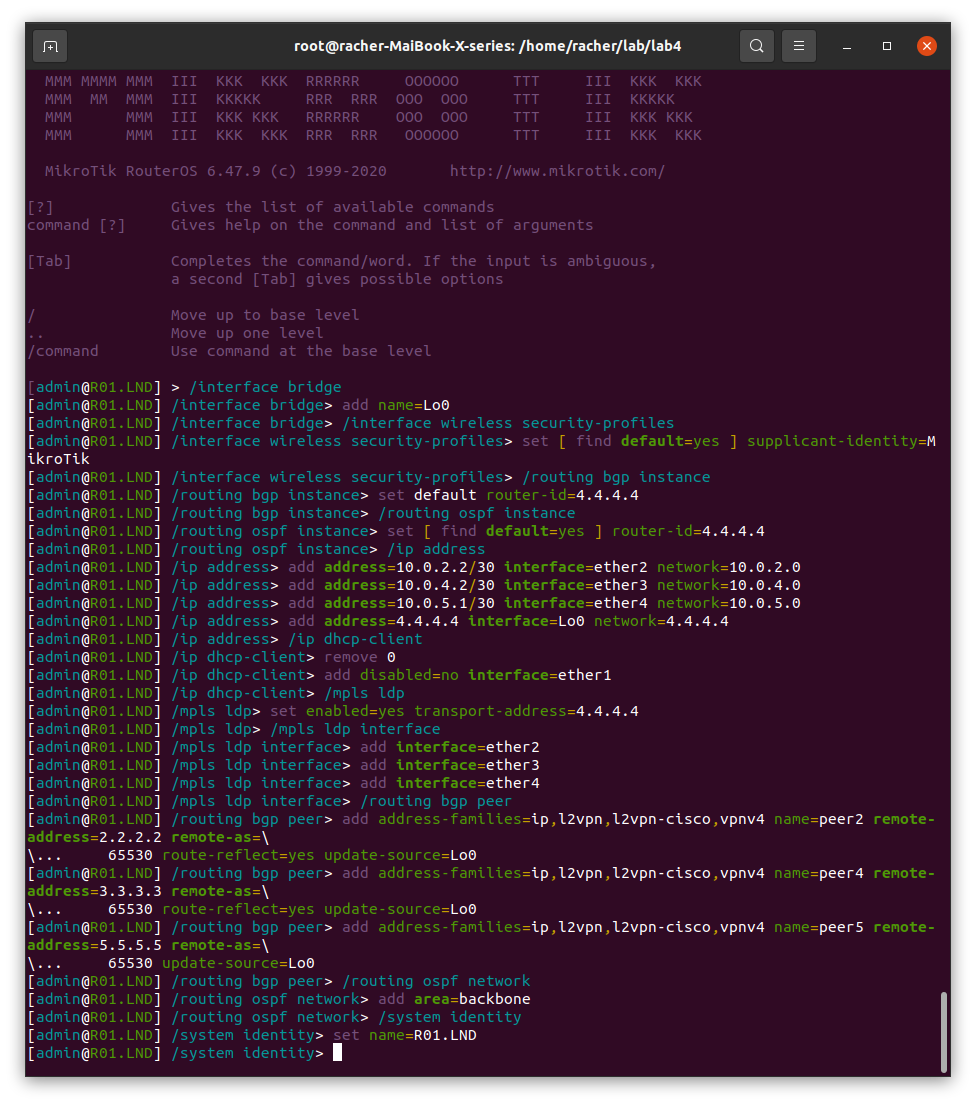 root@racher-MaiBook-X-series: /home/racher/lab/lab4
  MMM MMMM MMM  III  KKK  KKK  RRRRRR     OOOOOO      TTT      III  KKK  KKK
  MMM  MM  MMM  III  KKKKK     RRR  RRR  OOO  OOO     TTT      III  KKKKK
  MMM      MMM  III  KKK KKK   RRRRRR    OOO  OOO     TTT      III  KKK KKK
  MMM      MMM  III  KKK  KKK  RRR  RRR   OOOOOO      TTT      III  KKK  KKK
  MikroTik RouterOS 6.47.9 (c) 1999-2020       http://www.mikrotik.com/
[?]             Gives the list of available commands
command [?]     Gives help on the command and list of arguments
[Tab]           Completes the command/word. If the input is ambiguous,
                a second [Tab] gives possible options
/               Move up to base level
..              Move up one level
/command        Use command at the base level
[admin@R01.LND] > /interface bridge
[admin@R01.LND] /interface bridge> add name=Lo0
[admin@R01.LND] /interface bridge> /interface wireless security-profiles
[admin@R01.LND] /interface wireless security-profiles> set [ find default=yes ] supplicant-identity=M
ikroTik
[admin@R01.LND] /interface wireless security-profiles> /routing bgp instance
[admin@R01.LND] /routing bgp instance> set default router-id=4.4.4.4
[admin@R01.LND] /routing bgp instance> /routing ospf instance
[admin@R01.LND] /routing ospf instance> set [ find default=yes ] router-id=4.4.4.4
[admin@R01.LND] /routing ospf instance> /ip address
[admin@R01.LND] /ip address> add address=10.0.2.2/30 interface=ether2 network=10.0.2.0
[admin@R01.LND] /ip address> add address=10.0.4.2/30 interface=ether3 network=10.0.4.0
[admin@R01.LND] /ip address> add address=10.0.5.1/30 interface=ether4 network=10.0.5.0
[admin@R01.LND] /ip address> add address=4.4.4.4 interface=Lo0 network=4.4.4.4
[admin@R01.LND] /ip address> /ip dhcp-client
[admin@R01.LND] /ip dhcp-client> remove 0
[admin@R01.LND] /ip dhcp-client> add disabled=no interface=ether1
[admin@R01.LND] /ip dhcp-client> /mpls ldp
[admin@R01.LND] /mpls ldp> set enabled=yes transport-address=4.4.4.4
[admin@R01.LND] /mpls ldp> /mpls ldp interface
[admin@R01.LND] /mpls ldp interface> add interface=ether2
[admin@R01.LND] /mpls ldp interface> add interface=ether3
[admin@R01.LND] /mpls ldp interface> add interface=ether4
[admin@R01.LND] /mpls ldp interface> /routing bgp peer
[admin@R01.LND] /routing bgp peer> add address-families=ip,l2vpn,l2vpn-cisco,vpnv4 name=peer2 remote-
address=2.2.2.2 remote-as=\
\...     65530 route-reflect=yes update-source=Lo0
[admin@R01.LND] /routing bgp peer> add address-families=ip,l2vpn,l2vpn-cisco,vpnv4 name=peer4 remote-
address=3.3.3.3 remote-as=\
\...     65530 route-reflect=yes update-source=Lo0
[admin@R01.LND] /routing bgp peer> add address-families=ip,l2vpn,l2vpn-cisco,vpnv4 name=peer5 remote-
address=5.5.5.5 remote-as=\
\...     65530 update-source=Lo0
[admin@R01.LND] /routing bgp peer> /routing ospf network
[admin@R01.LND] /routing ospf network> add area=backbone
[admin@R01.LND] /routing ospf network> /system identity
[admin@R01.LND] /system identity> set name=R01.LND
[admin@R01.LND] /system identity>